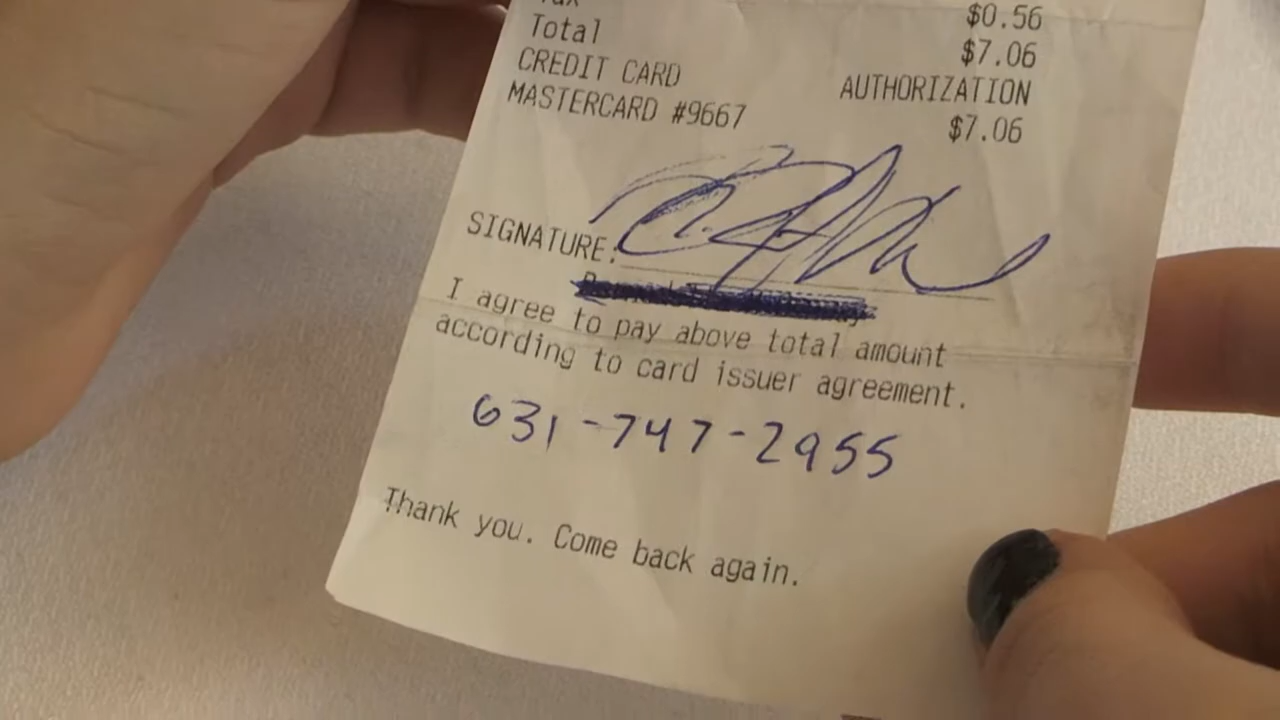 $0.56
Total $7.06
CREDIT CARD AUTHORIZATION
MASTERCARD #9667 $7.06
SIGNATURE:
I agree to pay above total amount
according to card issuer agreement.
631-747-2955
Thank you. Come back again.